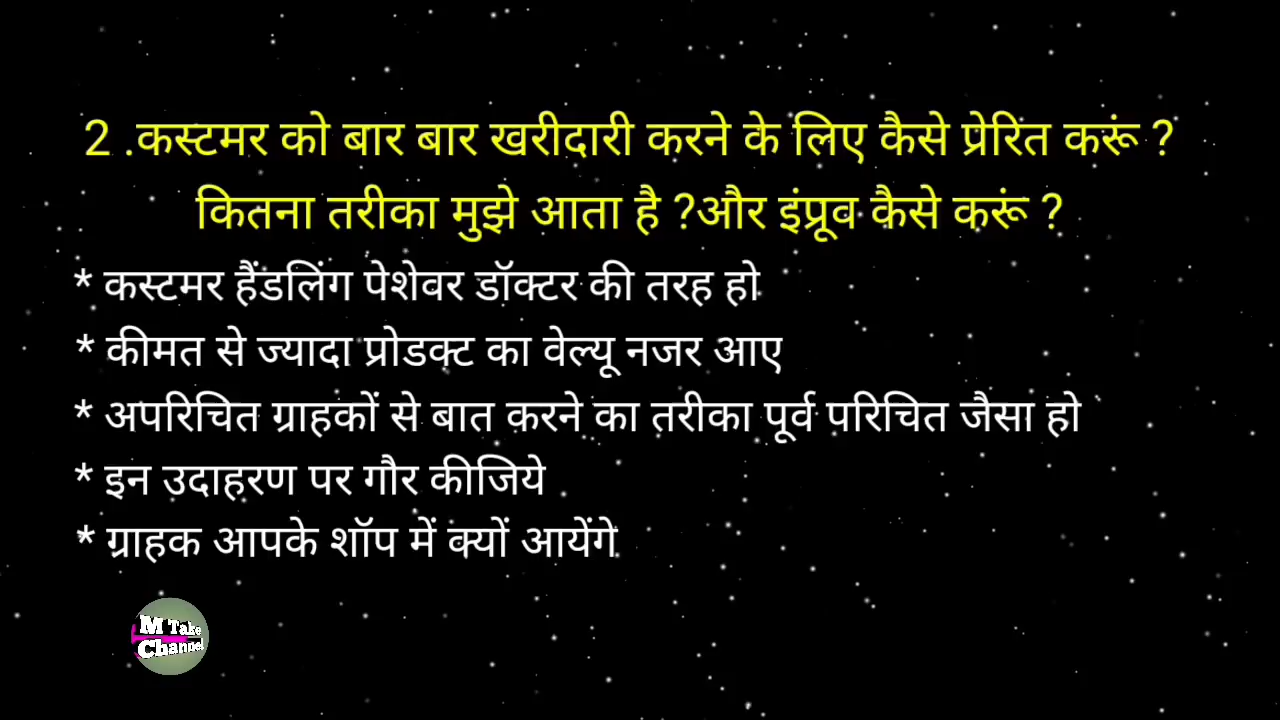 2 .कस्टमर को बार बार खरीदारी करने के लिए कैसे प्रेरित करूं ?
कितना तरीका मुझे आता है ?और इंप्रूव कैसे करूं ?
* कस्टमर हैंडलिंग पेशेवर डॉक्टर की तरह हो
* कीमत से ज्यादा प्रोडक्ट का वेल्यू नजर आए
* अपरिचित ग्राहकों से बात करने का तरीका पूर्व परिचित जैसा हो
* इन उदाहरण पर गौर कीजिये
* ग्राहक आपके शॉप में क्यों आयेंगे
M Take
Channel